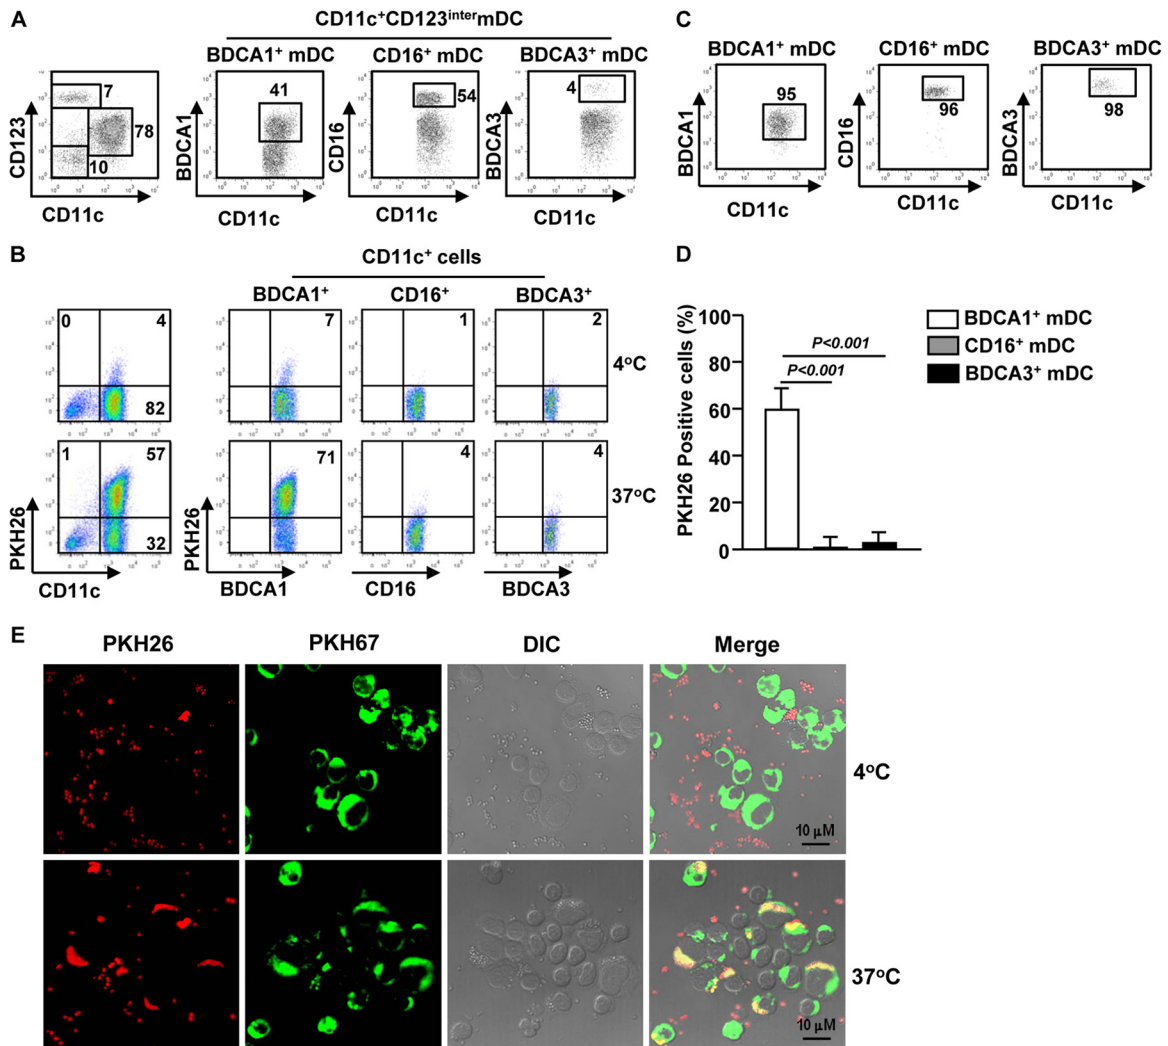 A
CD11c⁺CD123ⁱⁿᵗᵉʳmDC
BDCA1⁺ mDC
CD16⁺ mDC
BDCA3⁺ mDC
CD123
7
78
10
CD11c
BDCA1
41
CD11c
CD16
54
CD11c
BDCA3
4
CD11c
C
BDCA1⁺ mDC
CD16⁺ mDC
BDCA3⁺ mDC
BDCA1
95
CD11c
CD16
96
CD11c
BDCA3
98
CD11c
B
CD11c⁺ cells
BDCA1⁺
CD16⁺
BDCA3⁺
0
4
82
7
1
2
4°C
1
57
32
71
4
4
37°C
PKH26
CD11c
PKH26
BDCA1
CD16
BDCA3
D
PKH26 Positive cells (%)
100
80
60
40
20
0
P<0.001
P<0.001
BDCA1⁺ mDC
CD16⁺ mDC
BDCA3⁺ mDC
E
PKH26
PKH67
DIC
Merge
4°C
10 µM
37°C
10 µM